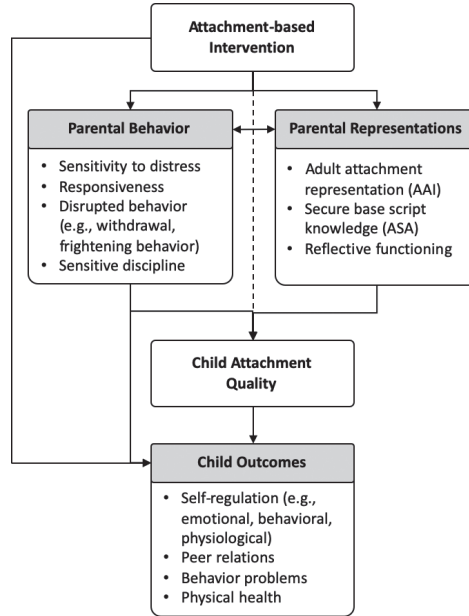 Attachment-based
Intervention
Parental Behavior
• Sensitivity to distress
• Responsiveness
• Disrupted behavior
(e.g., withdrawal,
frightening behavior)
• Sensitive discipline
Parental Representations
• Adult attachment
representation (AAI)
• Secure base script
knowledge (ASA)
• Reflective functioning
Child Attachment
Quality
Child Outcomes
• Self-regulation (e.g.,
emotional, behavioral,
physiological)
• Peer relations
• Behavior problems
• Physical health